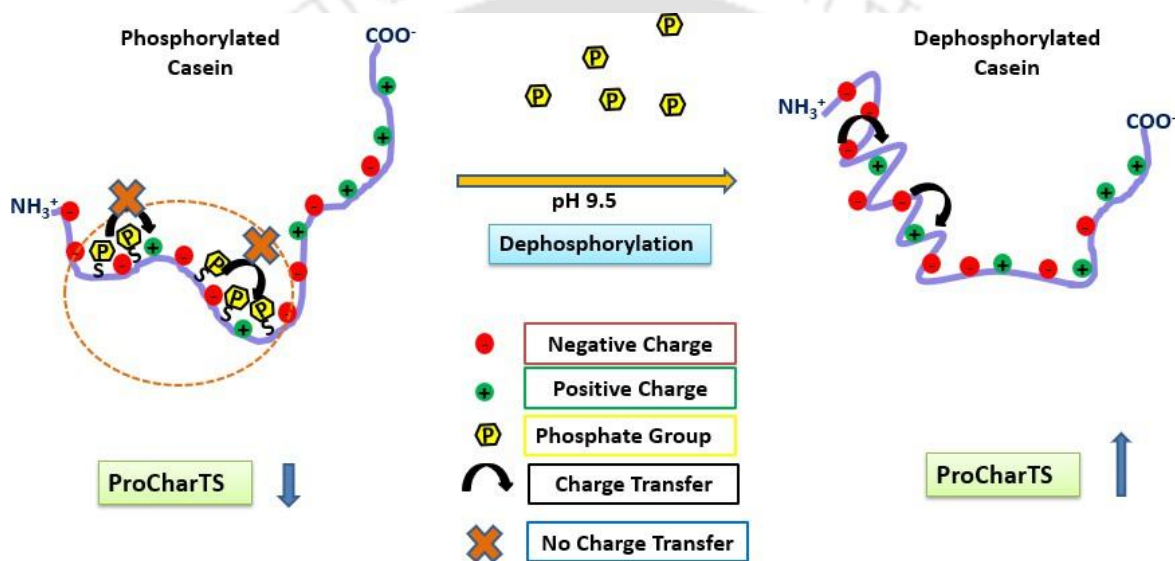 Phosphorylated
Casein
COO⁻
+
+
-
+
-
+
-
-
NH₃⁺
-
-
P
S
P
S
-
+
-
P
S
-
P
S
P
S
-
+
P
P
P
P
P
pH 9.5
Dephosphorylation
Dephosphorylated
Casein
NH₃⁺
-
-
-
+
-
-
+
-
-
+
-
+
-
+
+
COO⁻
- Negative Charge
+ Positive Charge
P Phosphate Group
Charge Transfer
No Charge Transfer
ProCharTS
ProCharTS